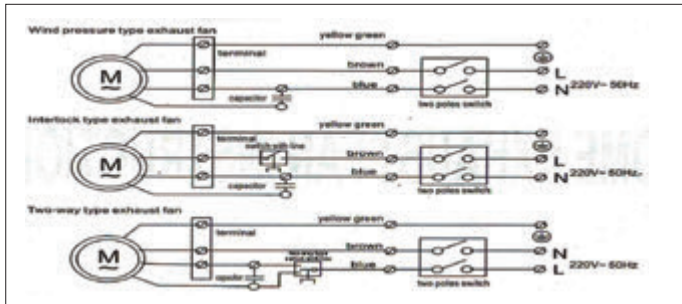 Wind pressure type exhaust fan
yellow green
terminal
M
~
brown
L
blue
N
220V~ 50Hz
capacitor
two poles switch
Interlock type exhaust fan
yellow green
terminal
switch with line
M
~
brown
L
blue
N
220V~ 50Hz.
capacitor
two poles switch
Two-way type exhaust fan
yellow green
terminal
M
~
brown
N
blue
L
220V~ 50Hz
two poles switch